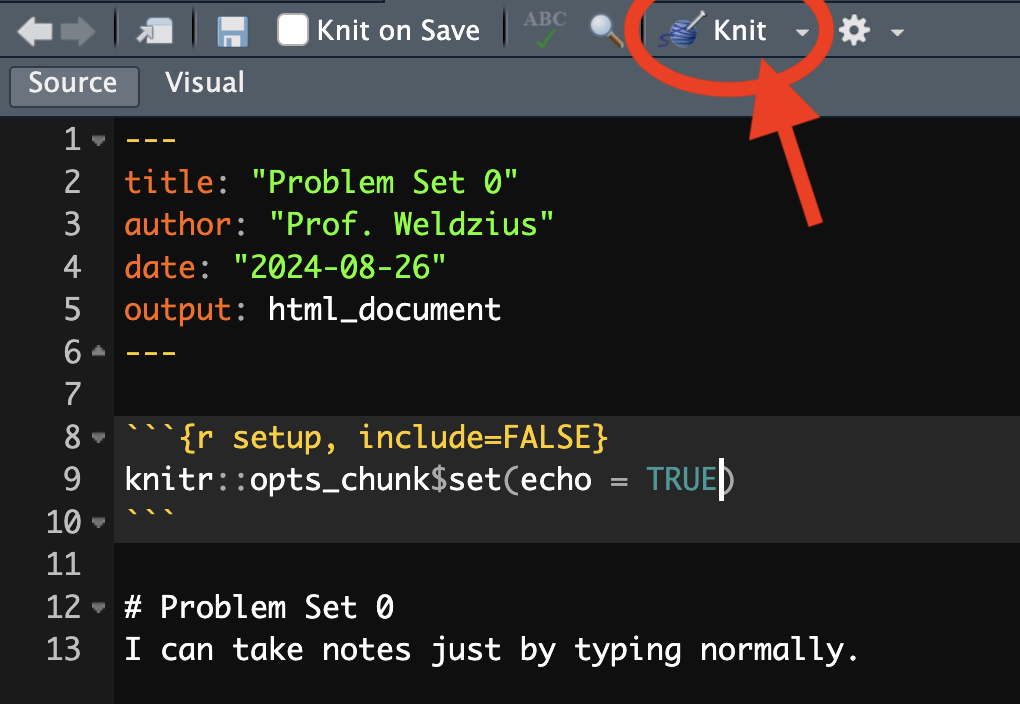 Knit on Save ABC Knit
Source Visual
1 ---
2 title: "Problem Set 0"
3 author: "Prof. Weldzius"
4 date: "2024-08-26"
5 output: html_document
6 ---
7
8 ```{r setup, include=FALSE}
9 knitr::opts_chunk$set(echo = TRUE)
10 ```
11
12 # Problem Set 0
13 I can take notes just by typing normally.